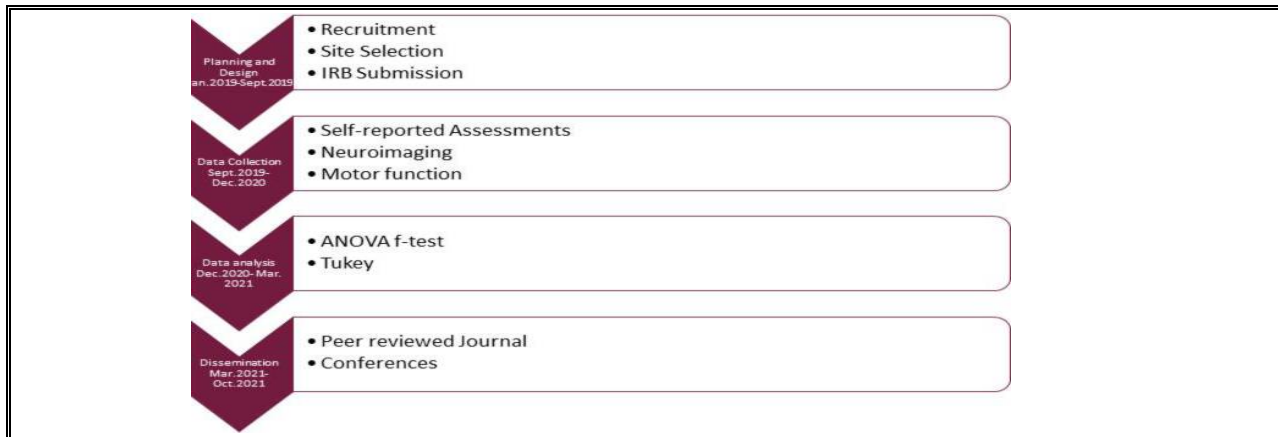 Planning and
Design
an.2019-Sept.2019
• Recruitment
• Site Selection
• IRB Submission
Data Collection
Sept.2019-
Dec.2020
• Self-reported Assessments
• Neuroimaging
• Motor function
Data analysis
Dec.2020- Mar.
2021
• ANOVA f-test
• Tukey
Dissemination
Mar.2021-
Oct.2021
• Peer reviewed Journal
• Conferences